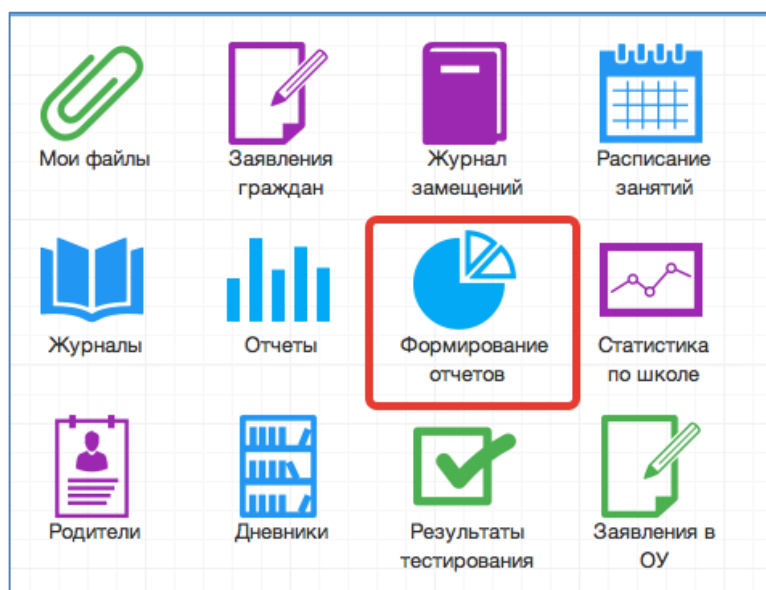 Мои файлы
Заявления
граждан
Журнал
замещений
Расписание
занятий
Журналы
Отчеты
Формирование
отчетов
Статистика
по школе
Родители
Дневники
Результаты
тестирования
Заявления в
ОУ